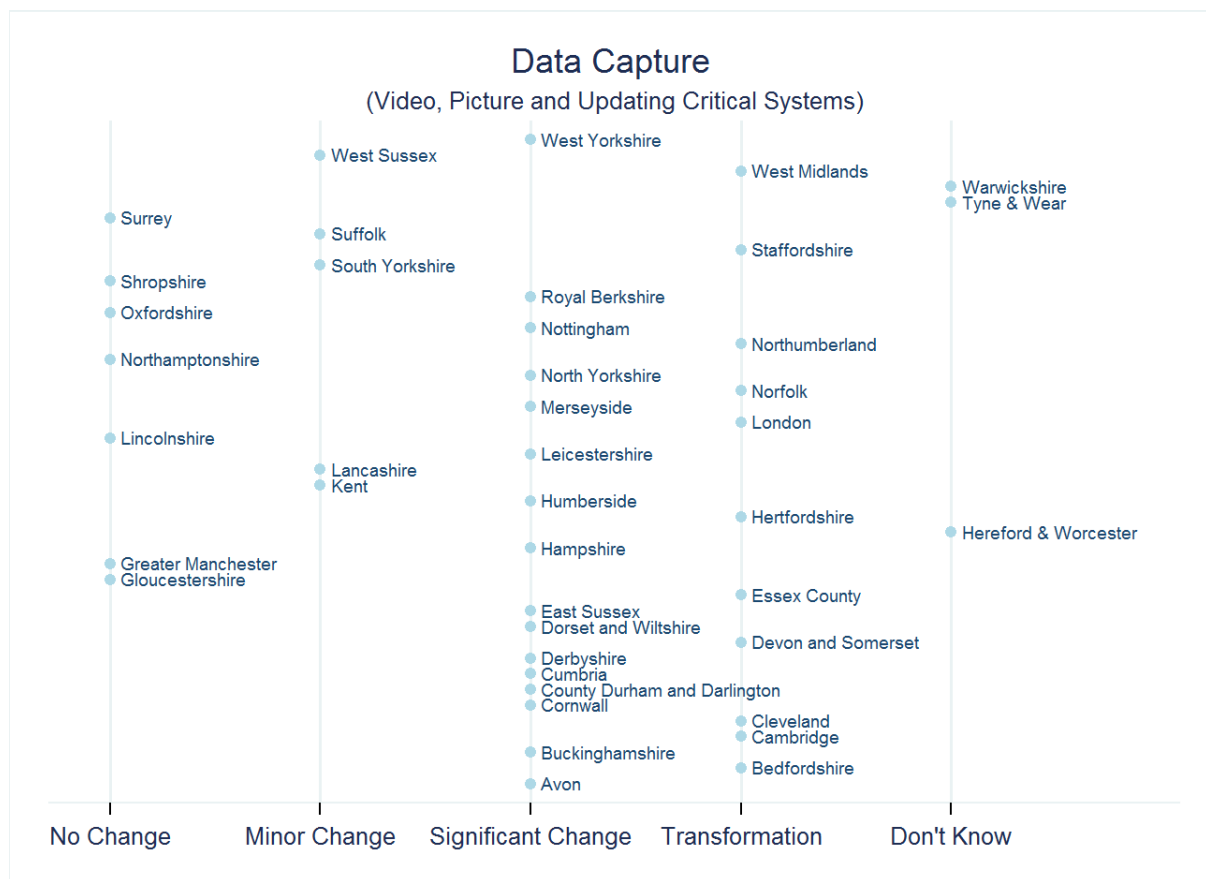 Data Capture
(Video, Picture and Updating Critical Systems)
West Yorkshire
West Sussex
West Midlands
Warwickshire
Tyne & Wear
Surrey
Suffolk
Staffordshire
South Yorkshire
Shropshire
Royal Berkshire
Oxfordshire
Nottingham
Northumberland
Northamptonshire
North Yorkshire
Norfolk
Merseyside
London
Lincolnshire
Leicestershire
Lancashire
Kent
Humberside
Hertfordshire
Hereford & Worcester
Hampshire
Greater Manchester
Gloucestershire
Essex County
East Sussex
Dorset and Wiltshire
Devon and Somerset
Derbyshire
Cumbria
County Durham and Darlington
Cornwall
Cleveland
Cambridge
Buckinghamshire
Bedfordshire
Avon
No Change Minor Change Significant Change Transformation Don't Know